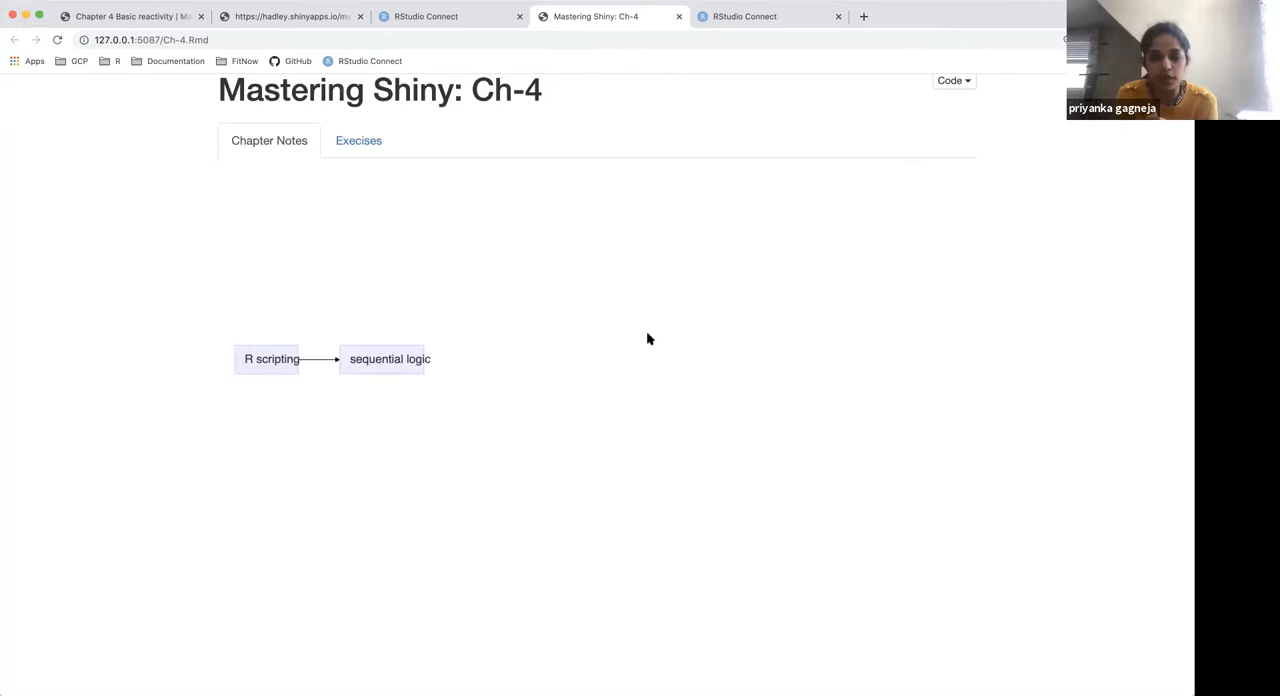 Chapter 4 Basic reactivity | Ma
https://hadley.shinyapps.io/ms
RStudio Connect
Mastering Shiny: Ch-4
RStudio Connect
127.0.0.1:5087/Ch-4.Rmd
Apps
GCP
R
Documentation
FitNow
GitHub
RStudio Connect
priyanka gagneja
Mastering Shiny: Ch-4
Code
Chapter Notes
Execises
R scripting
sequential logic